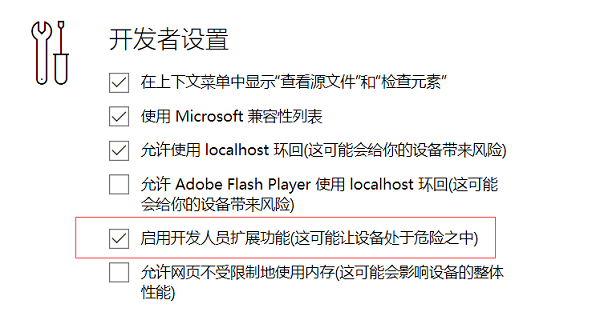 开发者设置
在上下文菜单中显示“查看源文件”和“检查元素”
使用 Microsoft 兼容性列表
允许使用 localhost 环回(这可能会给你的设备带来风险)
允许 Adobe Flash Player 使用 localhost 环回(这可能
会给你的设备带来风险)
启用开发人员扩展功能(这可能让设备处于危险之中)
允许网页不受限制地使用内存(这可能会影响设备的整体
性能)